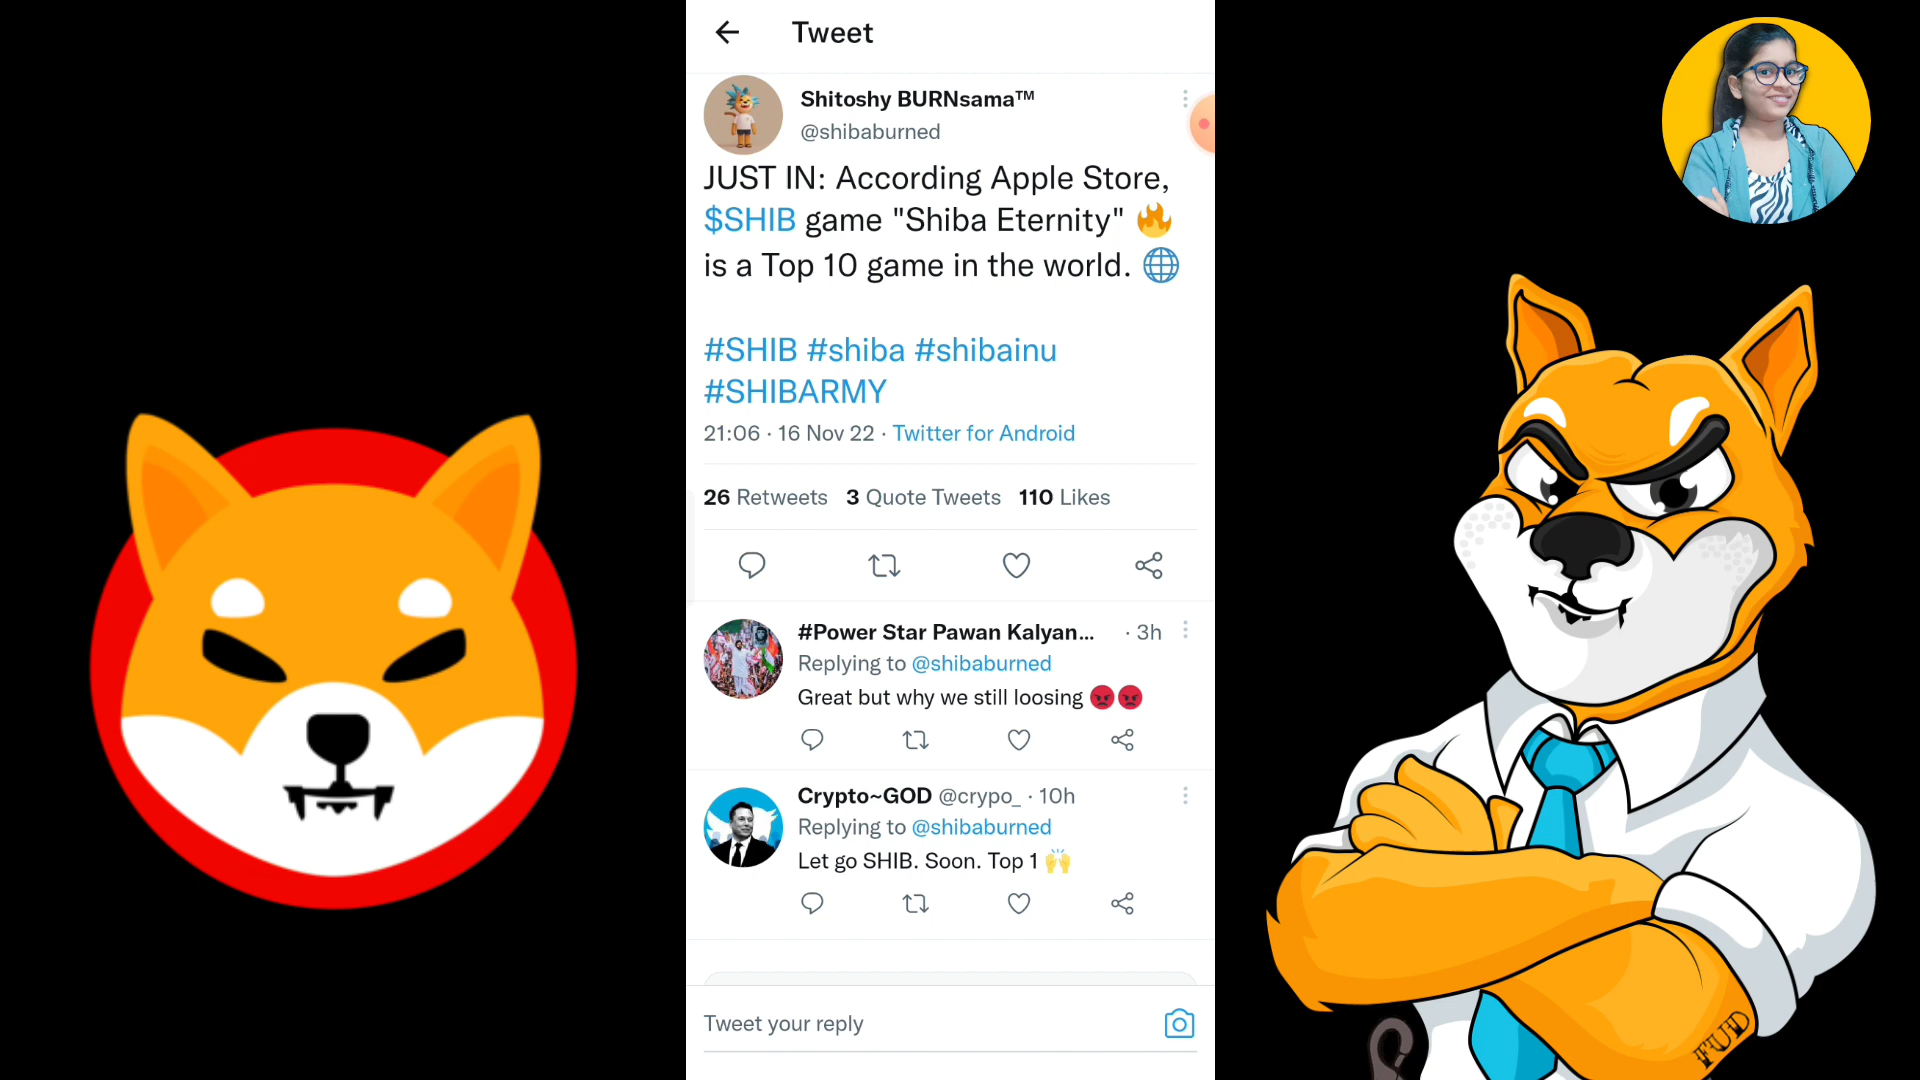 Tweet
Shitoshy BURNsama™
@shibaburned
JUST IN: According Apple Store,
$SHIB game "Shiba Eternity" 🔥
is a Top 10 game in the world. 🌐
#SHIB #shiba #shibainu
#SHIBARMY
21:06 · 16 Nov 22 · Twitter for Android
26 Retweets 3 Quote Tweets 110 Likes
#Power Star Pawan Kalyan... · 3h
Replying to @shibaburned
Great but why we still loosing 😡😡
Crypto~GOD @crypo_ · 10h
Replying to @shibaburned
Let go SHIB. Soon. Top 1 🙌
Tweet your reply
FUD